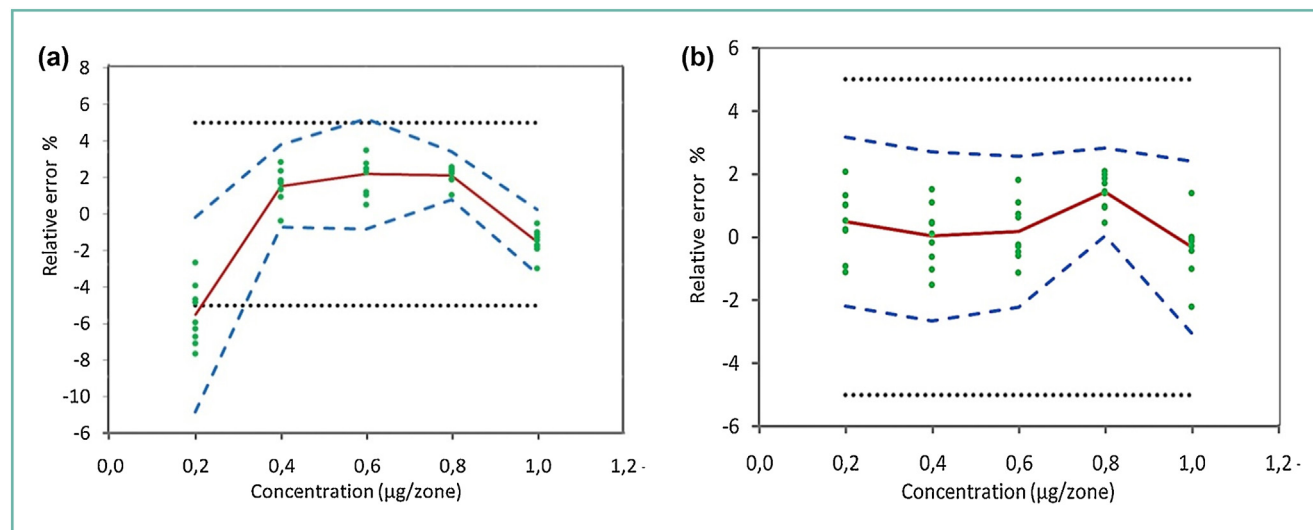 (a)
8
6
4
2
0
-2
-4
-6
-8
-10
-6
Relative error %
0,0 0,2 0,4 0,6 0,8 1,0 1,2 -
Concentration (µg/zone)
(b)
6
4
2
0
-2
-4
-6
Relative error %
0,0 0,2 0,4 0,6 0,8 1,0 1,2 -
Concentration (µg/zone)